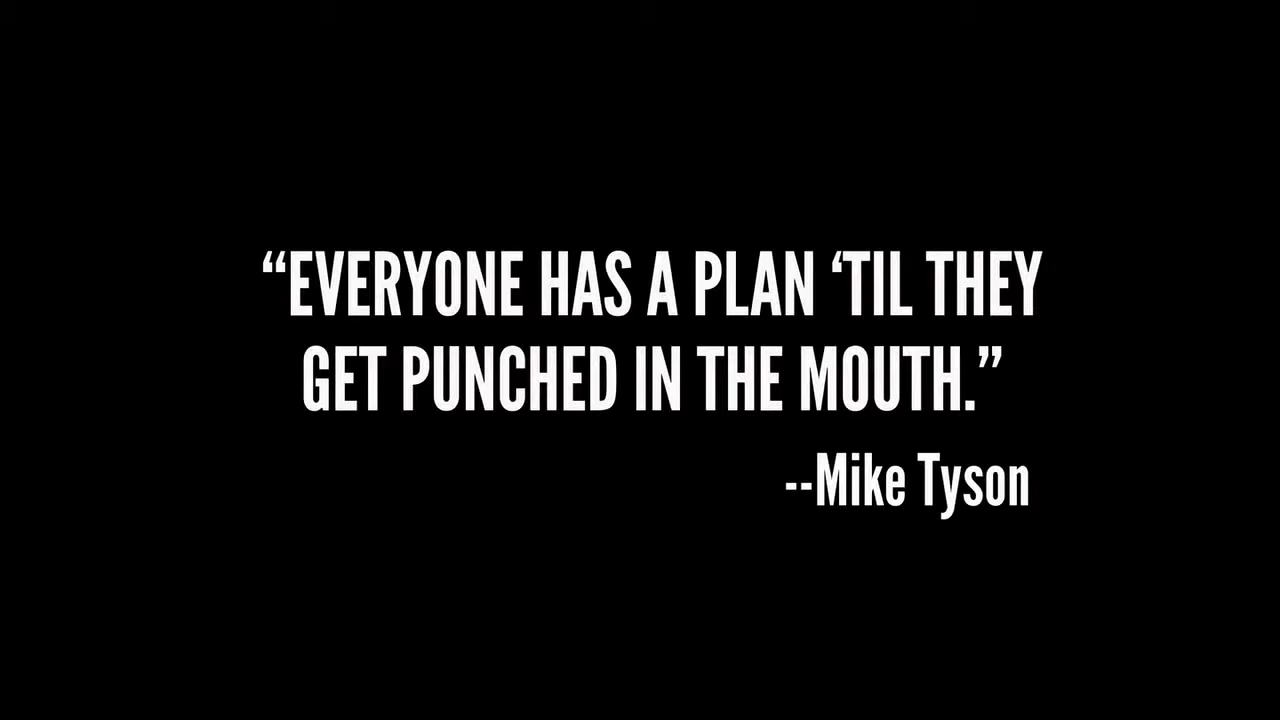 “EVERYONE HAS A PLAN ‘TIL THEY
GET PUNCHED IN THE MOUTH.”
--Mike Tyson